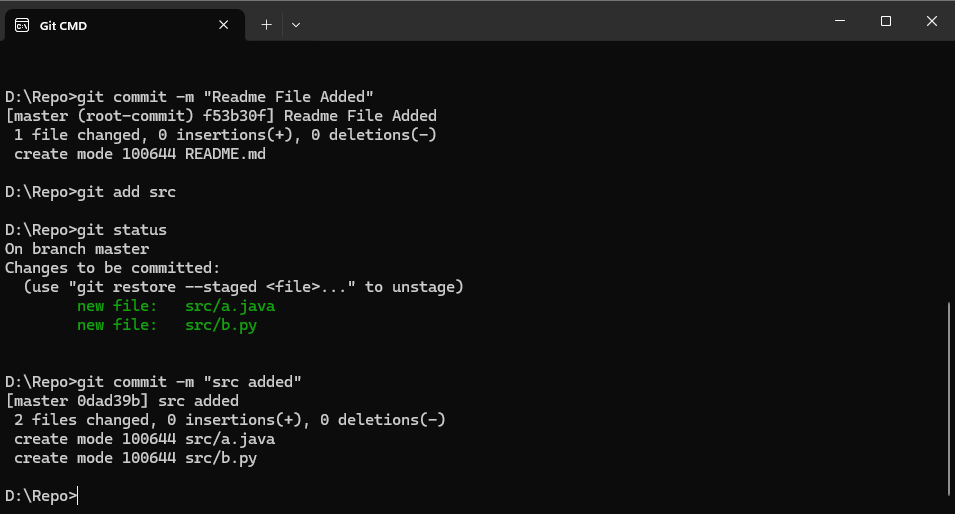 Git CMD
D:\Repo>git commit -m "Readme File Added"
[master (root-commit) f53b30f] Readme File Added
 1 file changed, 0 insertions(+), 0 deletions(-)
 create mode 100644 README.md
D:\Repo>git add src
D:\Repo>git status
On branch master
Changes to be committed:
  (use "git restore --staged <file>..." to unstage)
        new file:   src/a.java
        new file:   src/b.py
D:\Repo>git commit -m "src added"
[master 0dad39b] src added
 2 files changed, 0 insertions(+), 0 deletions(-)
 create mode 100644 src/a.java
 create mode 100644 src/b.py
D:\Repo>